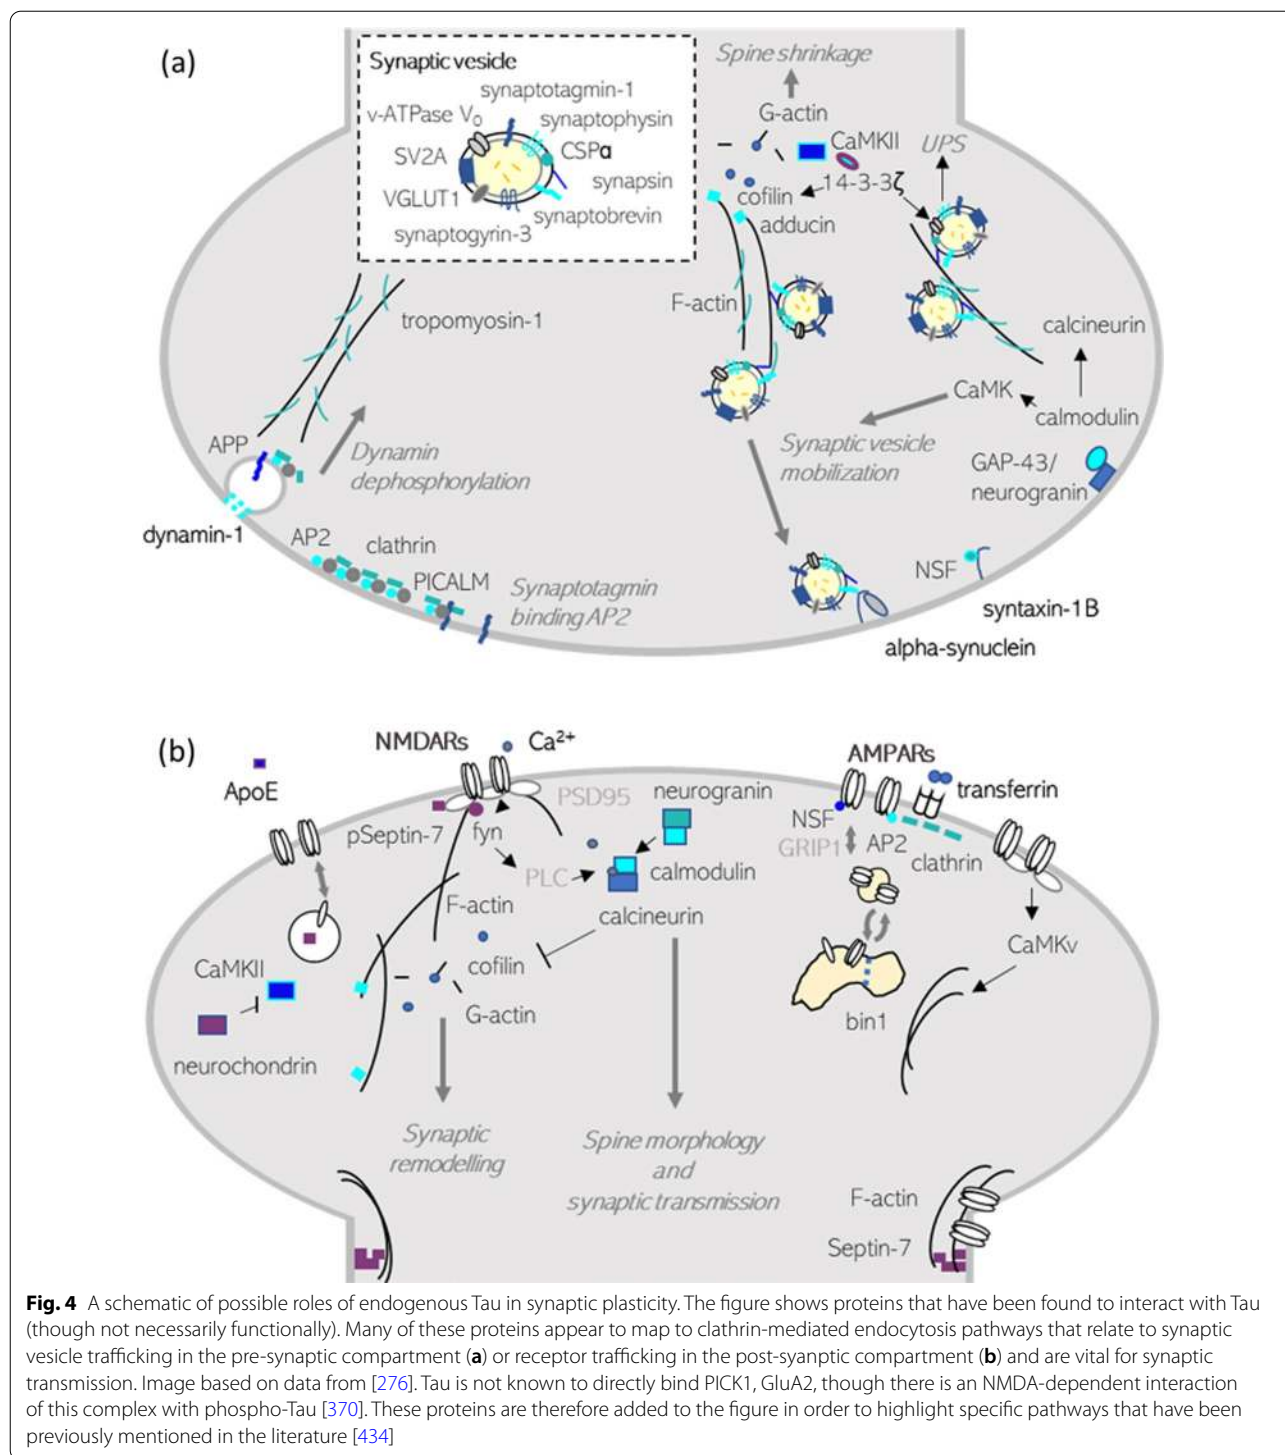 (a)
Synaptic vesicle
synaptotagmin-1
v-ATPase V₀
synaptophysin
SV2A
CSPα
synapsin
VGLUT1
synaptobrevin
synaptogyrin-3
Spine shrinkage
G-actin
CaMKII
UPS
14-3-3ζ
cofilin
adducin
F-actin
tropomyosin-1
calcineurin
CaMK
calmodulin
APP
Dynamin
dephosphorylation
Synaptic vesicle
mobilization
GAP-43/
neurogranin
dynamin-1
AP2
clathrin
PICALM
Synaptotagmin
binding AP2
NSF
syntaxin-1B
alpha-synuclein
(b)
NMDARs
Ca²⁺
AMPARs
ApoE
PSD95
neurogranin
transferrin
pSeptin-7
fyn
NSF
GRIP1
AP2
clathrin
PLC
calmodulin
F-actin
calcineurin
CaMKII
cofilin
CaMKv
G-actin
bin1
neurochondrin
Synaptic
remodelling
Spine morphology
and
synaptic transmission
F-actin
Septin-7
Fig. 4 A schematic of possible roles of endogenous Tau in synaptic plasticity. The figure shows proteins that have been found to interact with Tau
(though not necessarily functionally). Many of these proteins appear to map to clathrin-mediated endocytosis pathways that relate to synaptic
vesicle trafficking in the pre-synaptic compartment (a) or receptor trafficking in the post-syanptic compartment (b) and are vital for synaptic
transmission. Image based on data from [276]. Tau is not known to directly bind PICK1, GluA2, though there is an NMDA-dependent interaction
of this complex with phospho-Tau [370]. These proteins are therefore added to the figure in order to highlight specific pathways that have been
previously mentioned in the literature [434]